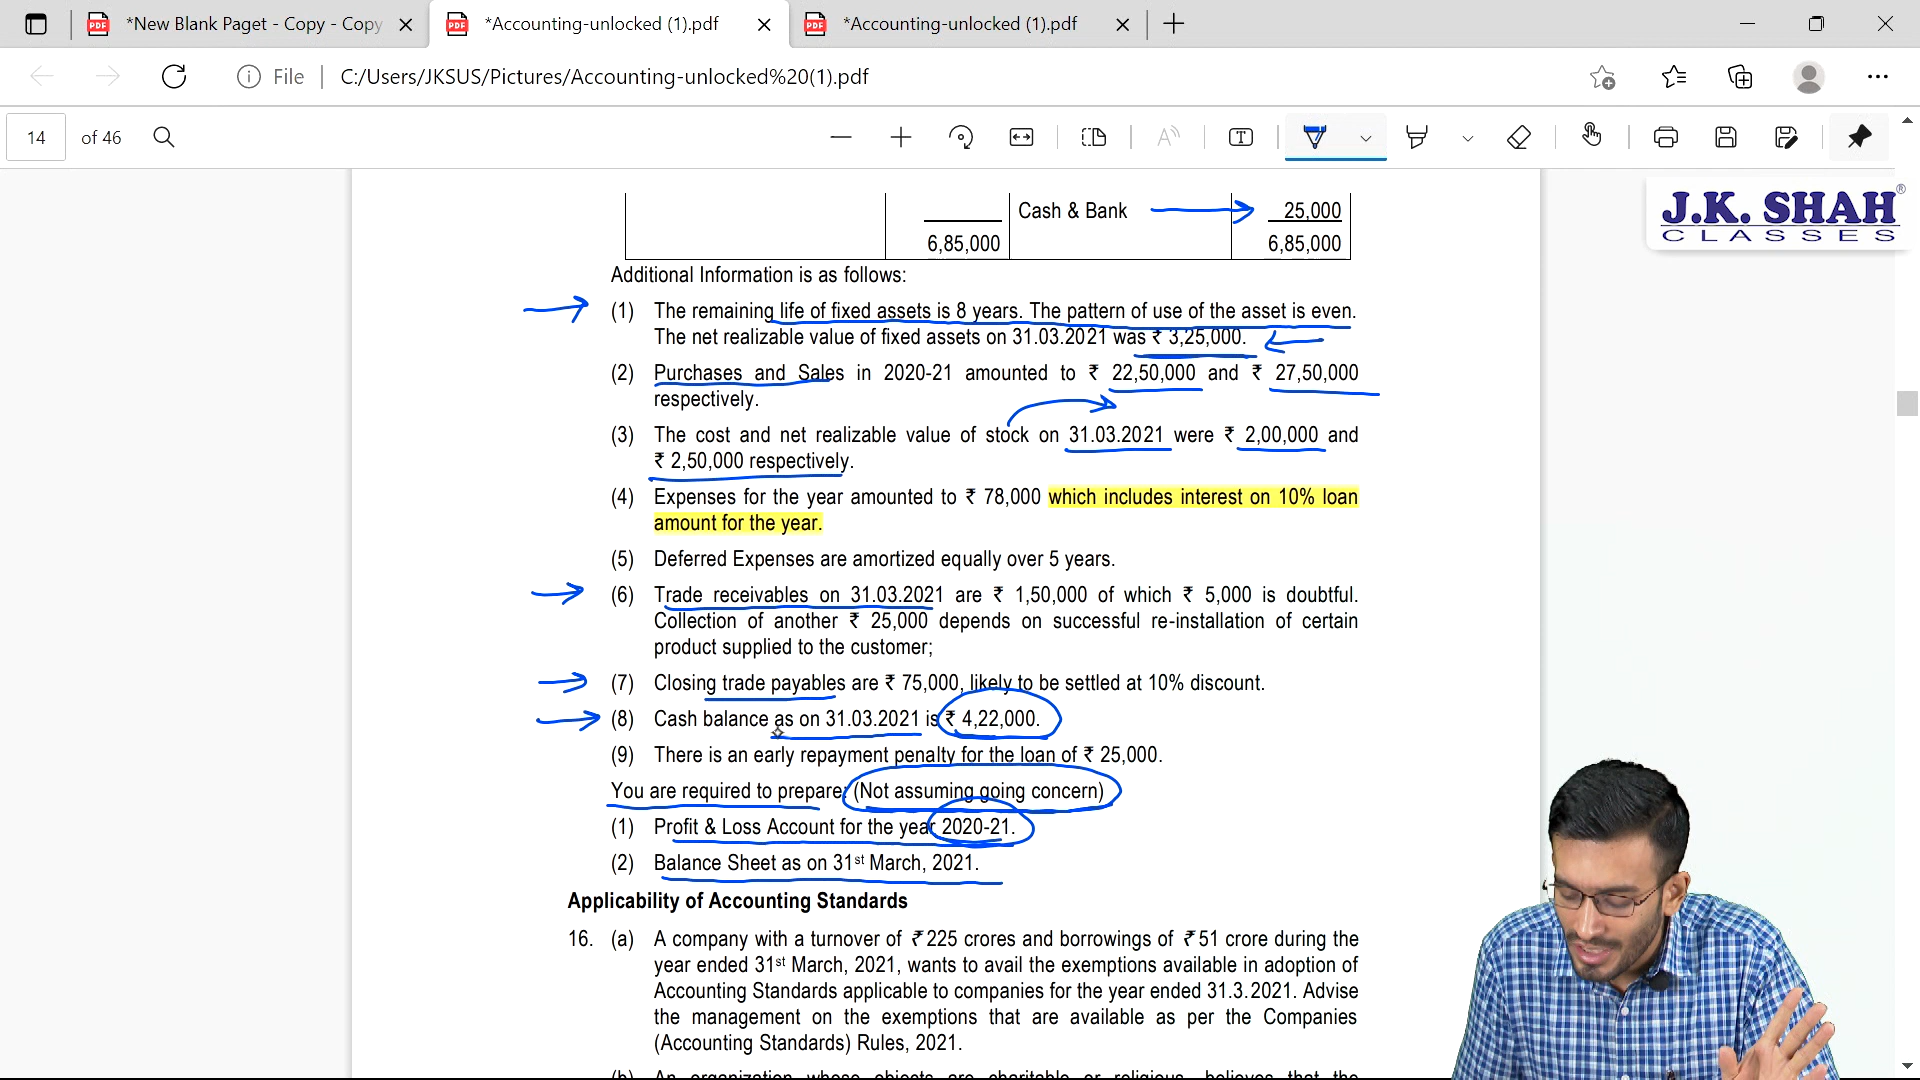 *New Blank Paget - Copy - Copy
*Accounting-unlocked (1).pdf
*Accounting-unlocked (1).pdf
File
C:/Users/JKSUS/Pictures/Accounting-unlocked%20(1).pdf
14 of 46
J.K. SHAH®
CLASSES
Cash & Bank 25,000
6,85,000 6,85,000
Additional Information is as follows:
(1) The remaining life of fixed assets is 8 years. The pattern of use of the asset is even.
The net realizable value of fixed assets on 31.03.2021 was ₹ 3,25,000.
(2) Purchases and Sales in 2020-21 amounted to ₹ 22,50,000 and ₹ 27,50,000
respectively.
(3) The cost and net realizable value of stock on 31.03.2021 were ₹ 2,00,000 and
₹ 2,50,000 respectively.
(4) Expenses for the year amounted to ₹ 78,000 which includes interest on 10% loan
amount for the year.
(5) Deferred Expenses are amortized equally over 5 years.
(6) Trade receivables on 31.03.2021 are ₹ 1,50,000 of which ₹ 5,000 is doubtful.
Collection of another ₹ 25,000 depends on successful re-installation of certain
product supplied to the customer;
(7) Closing trade payables are ₹ 75,000, likely to be settled at 10% discount.
(8) Cash balance as on 31.03.2021 is ₹ 4,22,000.
(9) There is an early repayment penalty for the loan of ₹ 25,000.
You are required to prepare: (Not assuming going concern)
(1) Profit & Loss Account for the year 2020-21.
(2) Balance Sheet as on 31st March, 2021.
Applicability of Accounting Standards
16. (a) A company with a turnover of ₹ 225 crores and borrowings of ₹ 51 crore during the
year ended 31st March, 2021, wants to avail the exemptions available in adoption of
Accounting Standards applicable to companies for the year ended 31.3.2021. Advise
the management on the exemptions that are available as per the Companies
(Accounting Standards) Rules, 2021.
(b) An organization whose objects are charitable or religious, believes that the